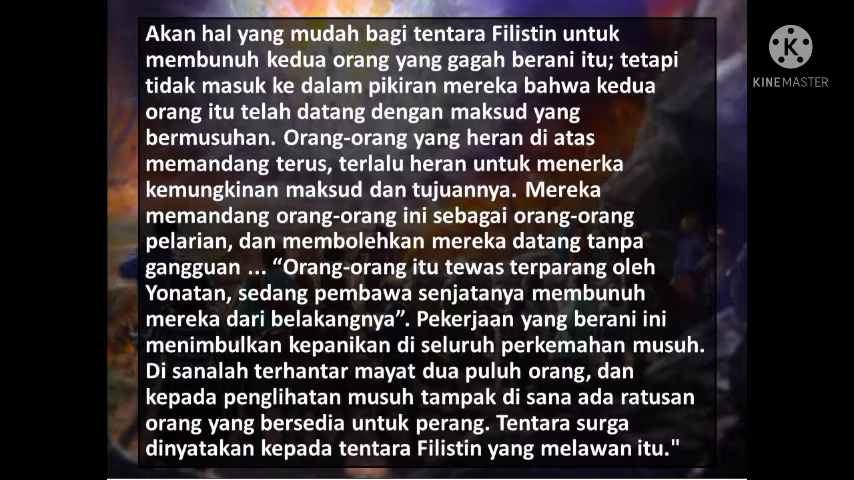 Akan hal yang mudah bagi tentara Filistin untuk
membunuh kedua orang yang gagah berani itu; tetapi
tidak masuk ke dalam pikiran mereka bahwa kedua
orang itu telah datang dengan maksud yang
bermusuhan. Orang-orang yang heran di atas
memandang terus, terlalu heran untuk menerka
kemungkinan maksud dan tujuannya. Mereka
memandang orang-orang ini sebagai orang-orang
pelarian, dan membolehkan mereka datang tanpa
gangguan ... “Orang-orang itu tewas terparang oleh
Yonatan, sedang pembawa senjatanya membunuh
mereka dari belakangnya”. Pekerjaan yang berani ini
menimbulkan kepanikan di seluruh perkemahan musuh.
Di sanalah terhantar mayat dua puluh orang, dan
kepada penglihatan musuh tampak di sana ada ratusan
orang yang bersedia untuk perang. Tentara surga
dinyatakan kepada tentara Filistin yang melawan itu."
K
KINEMASTER